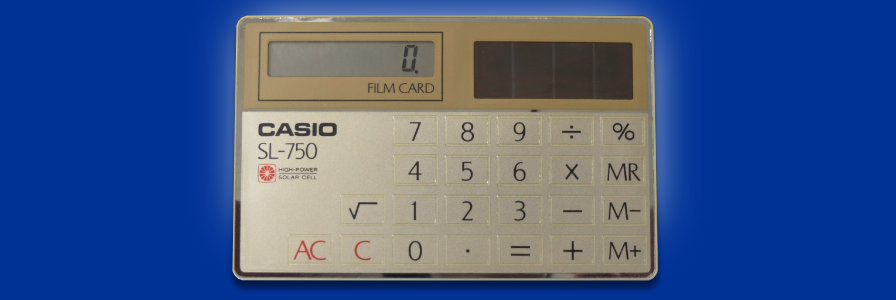 0.
FILM CARD
CASIO
SL-750
HIGH-POWER
SOLAR CELL
7 8 9 ÷ %
4 5 6 × MR
√ 1 2 3 − M−
AC C 0 · = + M+